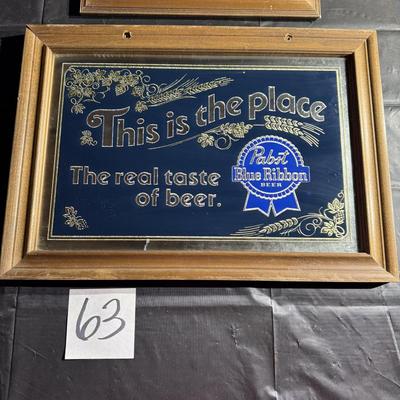 This is the place
The real taste
of beer.
Pabst
Blue Ribbon
BEER
63